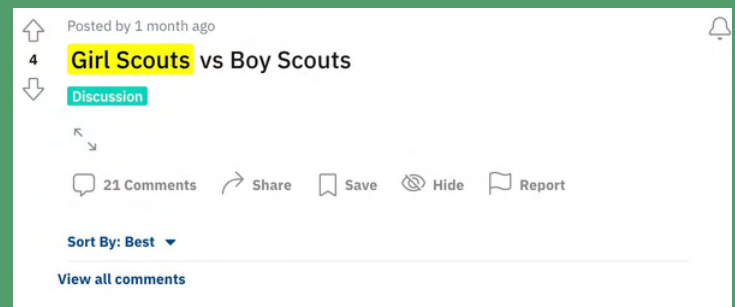 Posted by 1 month ago
4
Girl Scouts vs Boy Scouts
Discussion
21 Comments Share Save Hide Report
Sort By: Best
View all comments